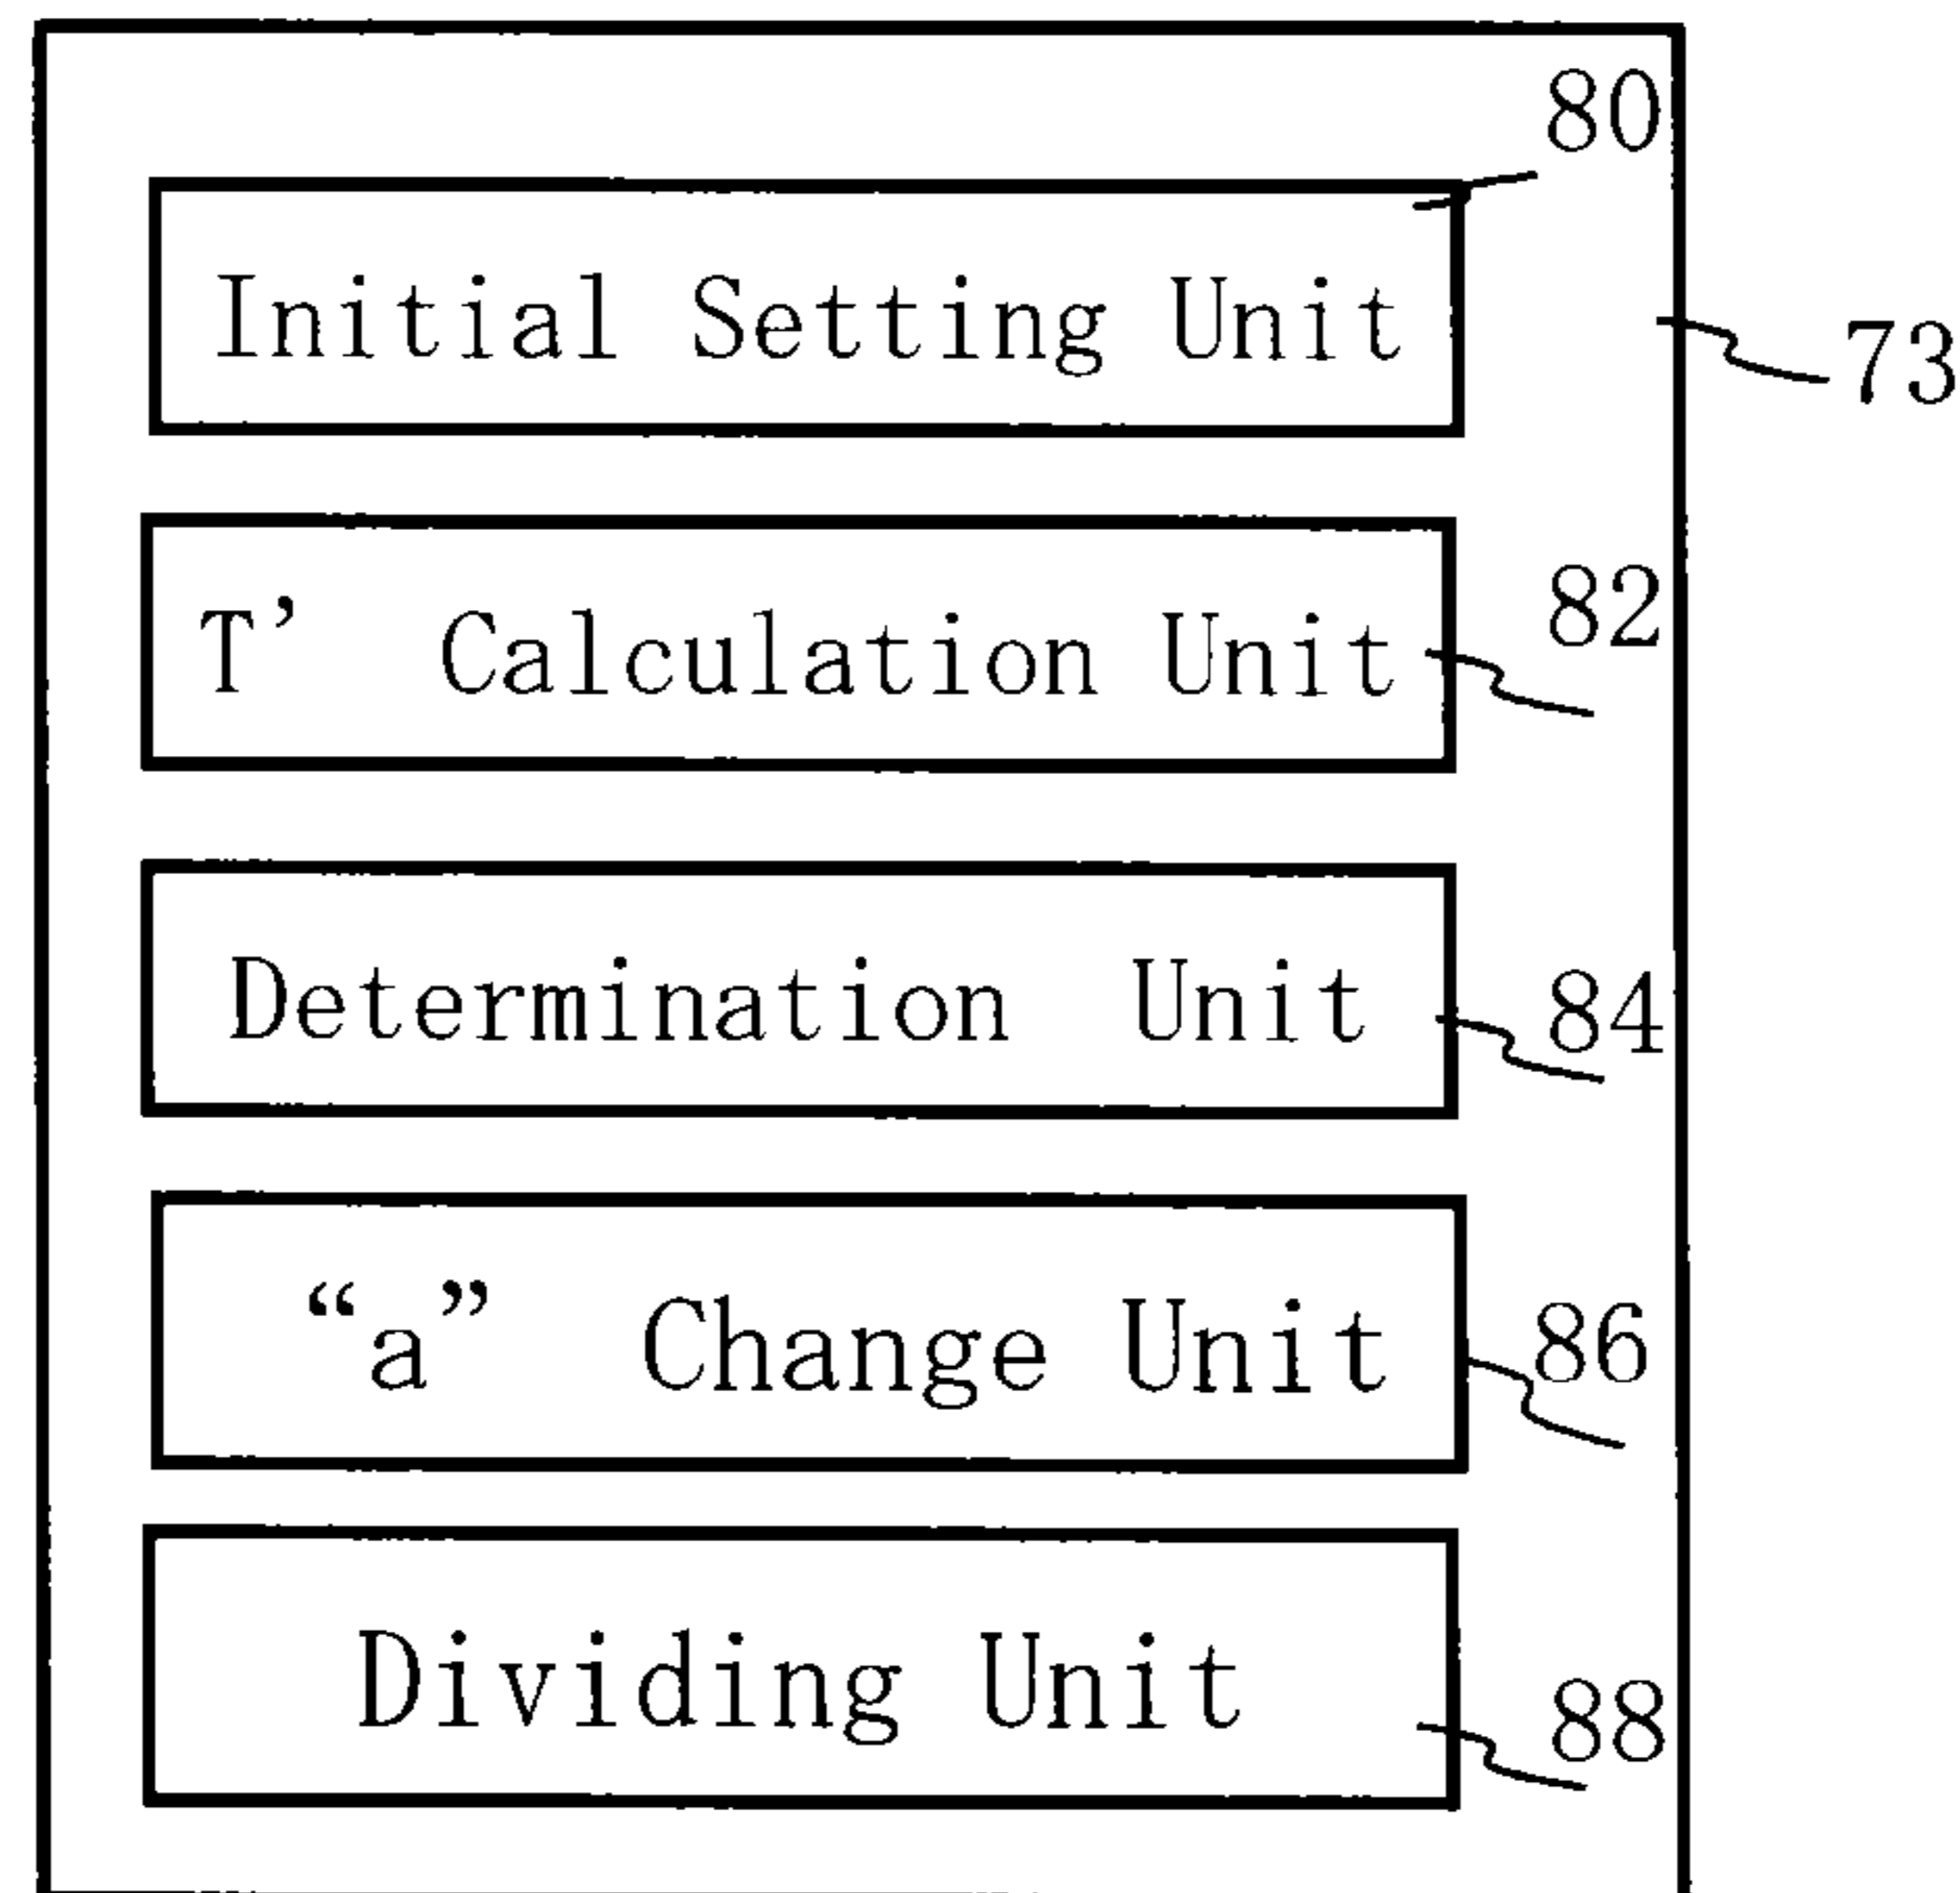 80
Initial Setting Unit
73
T’ Calculation Unit
82
Determination Unit
84
“a” Change Unit
86
Dividing Unit
88